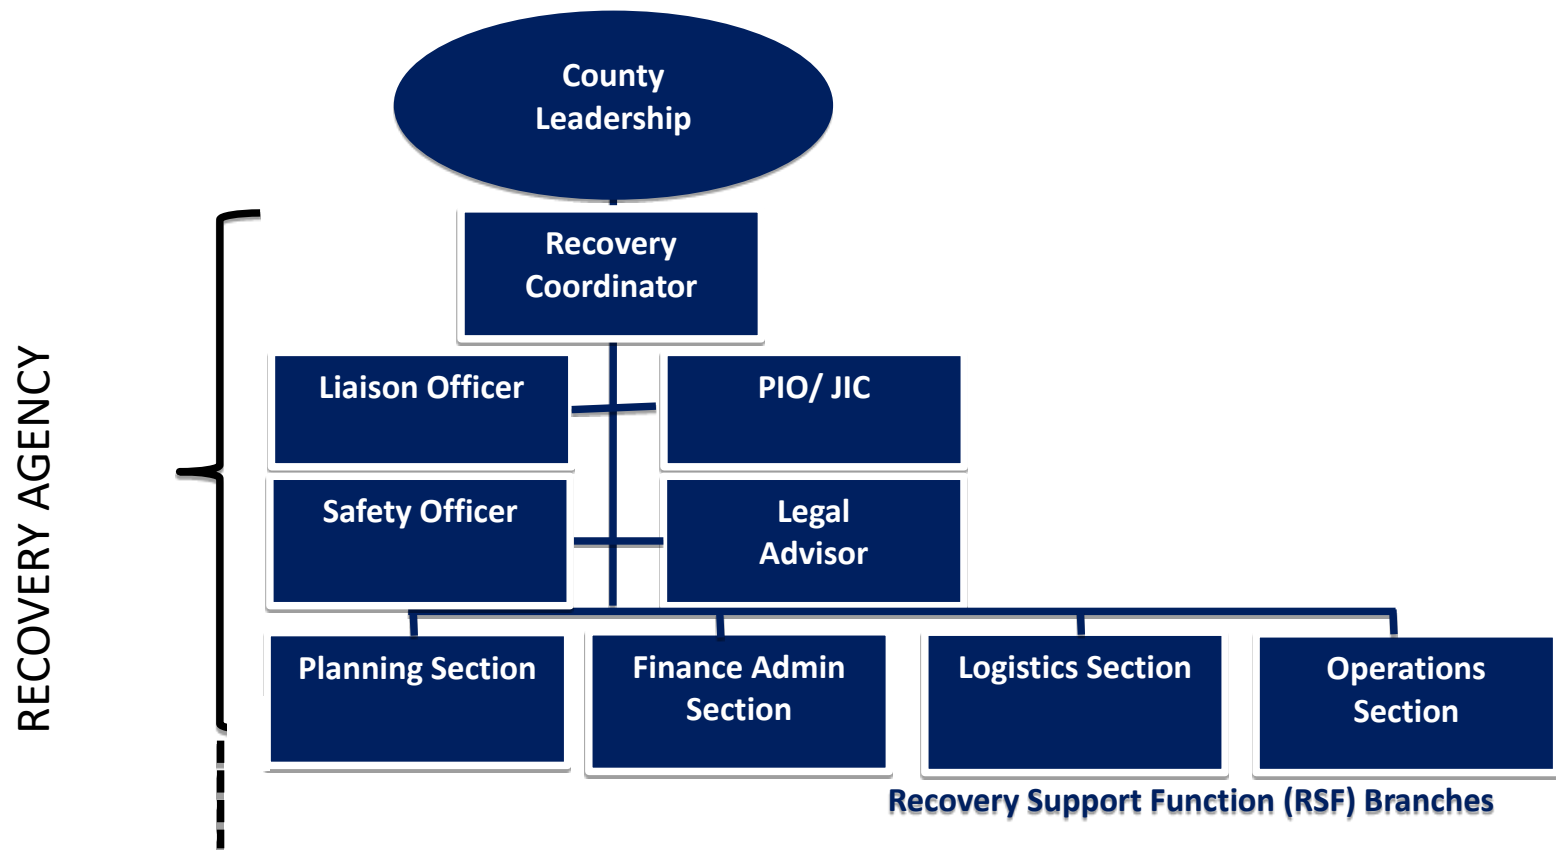 County
Leadership
Recovery
Coordinator
RECOVERY AGENCY
Liaison Officer
PIO/ JIC
Safety Officer
Legal
Advisor
Planning Section
Finance Admin
Section
Logistics Section
Operations
Section
Recovery Support Function (RSF) Branches